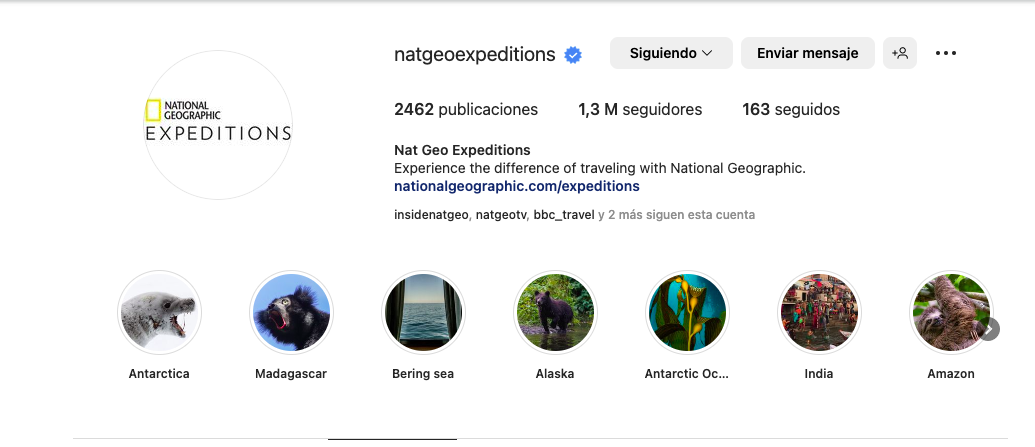 natgeoexpeditions
Siguiendo
Enviar mensaje
NATIONAL
GEOGRAPHIC
EXPEDITIONS
2462 publicaciones
1,3 M seguidores
163 seguidos
Nat Geo Expeditions
Experience the difference of traveling with National Geographic.
nationalgeographic.com/expeditions
insidenatgeo, natgeotv, bbc_travel y 2 más siguen esta cuenta
Antarctica
Madagascar
Bering sea
Alaska
Antarctic Oc...
India
Amazon